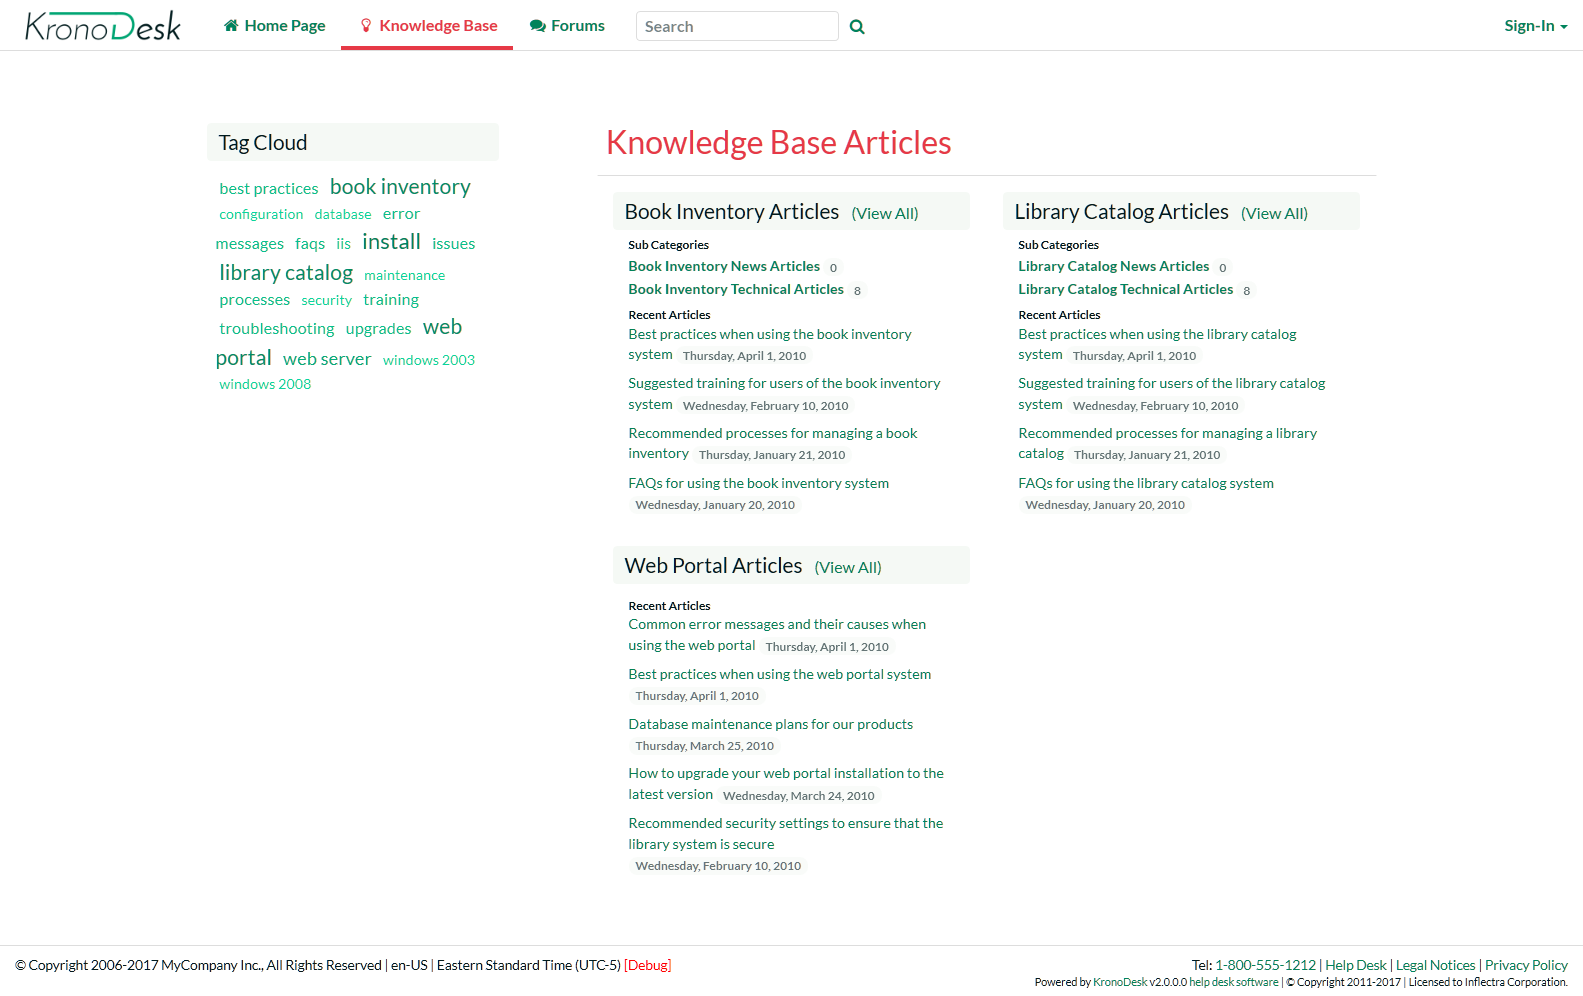 KronoDesk
Home Page
Knowledge Base
Forums
Search
Sign-In
Tag Cloud
best practices book inventory
configuration database error
messages faqs iis install issues
library catalog maintenance
processes security training
troubleshooting upgrades web
portal web server windows 2003
windows 2008
Knowledge Base Articles
Book Inventory Articles (View All)
Sub Categories
Book Inventory News Articles 0
Book Inventory Technical Articles 8
Recent Articles
Best practices when using the book inventory
system Thursday, April 1, 2010
Suggested training for users of the book inventory
system Wednesday, February 10, 2010
Recommended processes for managing a book
inventory Thursday, January 21, 2010
FAQs for using the book inventory system
Wednesday, January 20, 2010
Library Catalog Articles (View All)
Sub Categories
Library Catalog News Articles 0
Library Catalog Technical Articles 8
Recent Articles
Best practices when using the library catalog
system Thursday, April 1, 2010
Suggested training for users of the library catalog
system Wednesday, February 10, 2010
Recommended processes for managing a library
catalog Thursday, January 21, 2010
FAQs for using the library catalog system
Wednesday, January 20, 2010
Web Portal Articles (View All)
Recent Articles
Common error messages and their causes when
using the web portal Thursday, April 1, 2010
Best practices when using the web portal system
Thursday, April 1, 2010
Database maintenance plans for our products
Thursday, March 25, 2010
How to upgrade your web portal installation to the
latest version Wednesday, March 24, 2010
Recommended security settings to ensure that the
library system is secure
Wednesday, February 10, 2010
© Copyright 2006-2017 MyCompany Inc., All Rights Reserved | en-US | Eastern Standard Time (UTC-5) [Debug]
Tel: 1-800-555-1212 | Help Desk | Legal Notices | Privacy Policy
Powered by KronoDesk v2.0.0.0 help desk software | © Copyright 2011-2017 | Licensed to Inflectra Corporation.